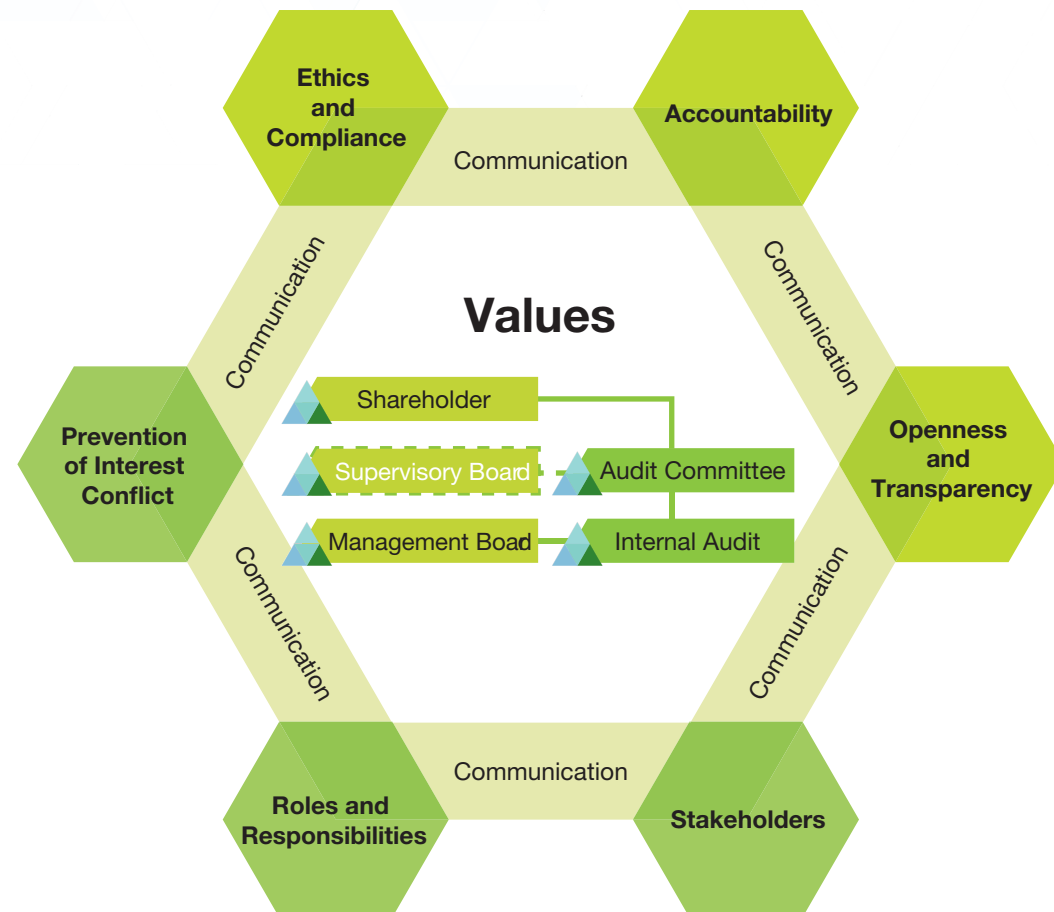 Ethics
and
Compliance
Accountability
Communication
Communication
Communication
Values
Shareholder
Prevention
of Interest
Conflict
Supervisory Board
Audit Committee
Openness
and
Transparency
Management Board
Internal Audit
Communication
Communication
Communication
Roles and
Responsibilities
Stakeholders